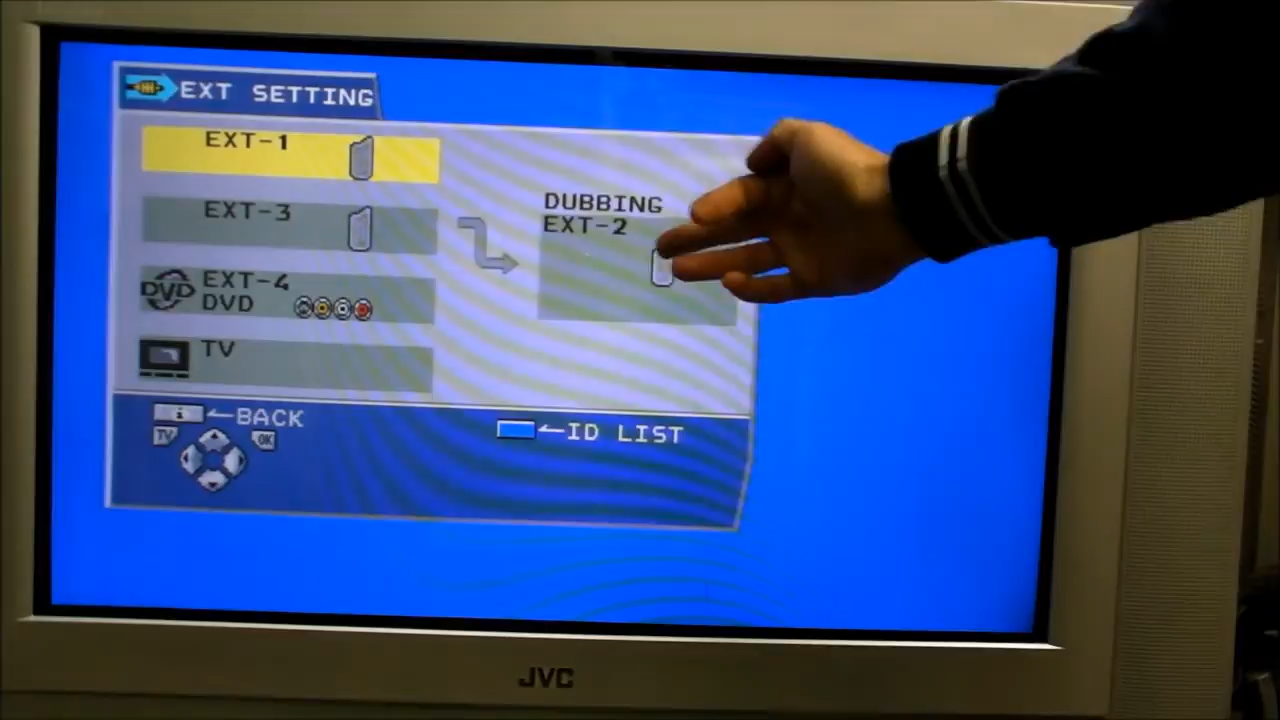 EXT SETTING
EXT-1
EXT-3
DVD
EXT-4
DVD
TV
DUBBING
EXT-2
i
BACK
TV
OK
ID LIST
JVC